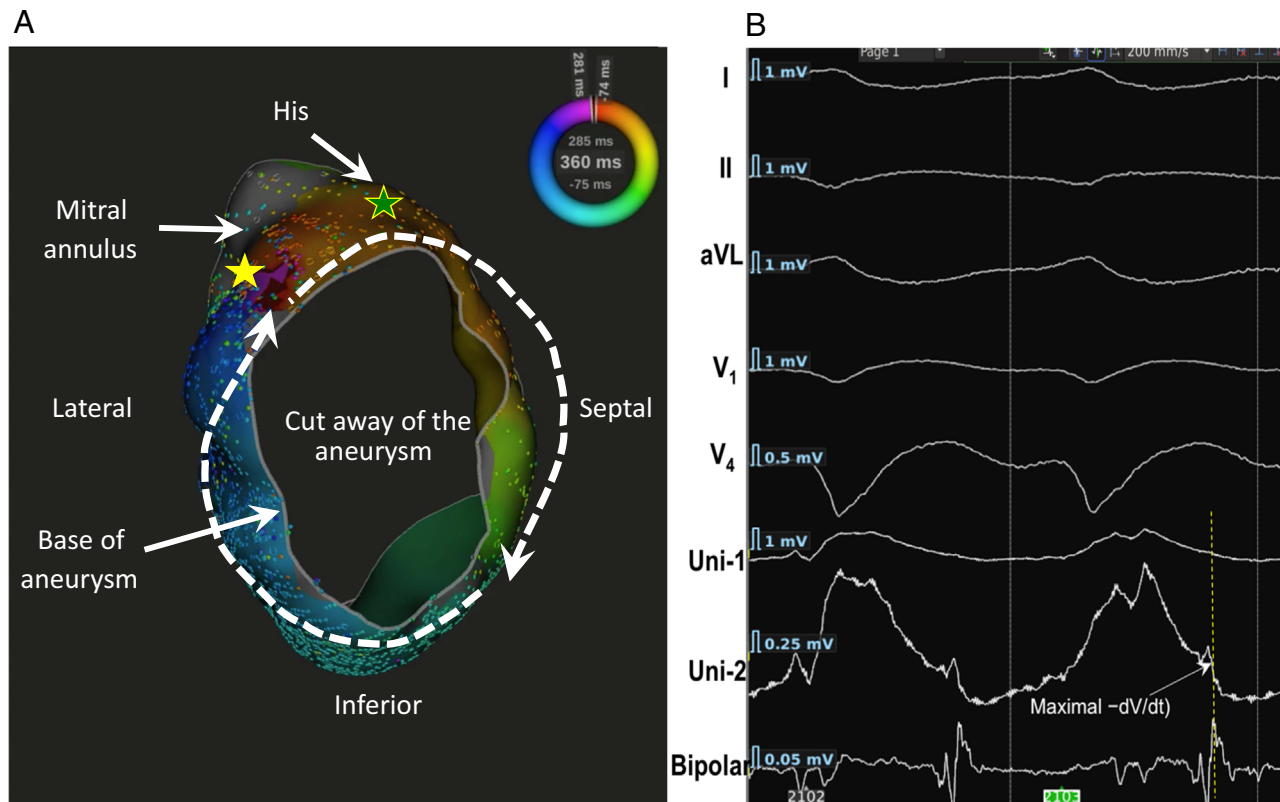 A
His
Mitral
annulus
Lateral
Cut away of the
aneurysm
Septal
Base of
aneurysm
Inferior
281 ms
-74 ms
285 ms
360 ms
-75 ms
B
Page 1
200 mm/s
I
1 mV
II
1 mV
aVL
1 mV
V1
1 mV
V4
0.5 mV
Uni-1
1 mV
Uni-2
0.25 mV
Maximal −dV/dt)
Bipolar
0.05 mV
2102
2103